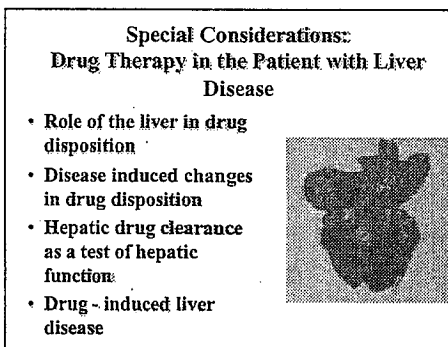 Special Considerations:
Drug Therapy in the Patient with Liver
Disease
• Role of the liver in drug
disposition
• Disease induced changes
in drug disposition
• Hepatic drug clearance
as a test of hepatic
function
• Drug - induced liver
disease